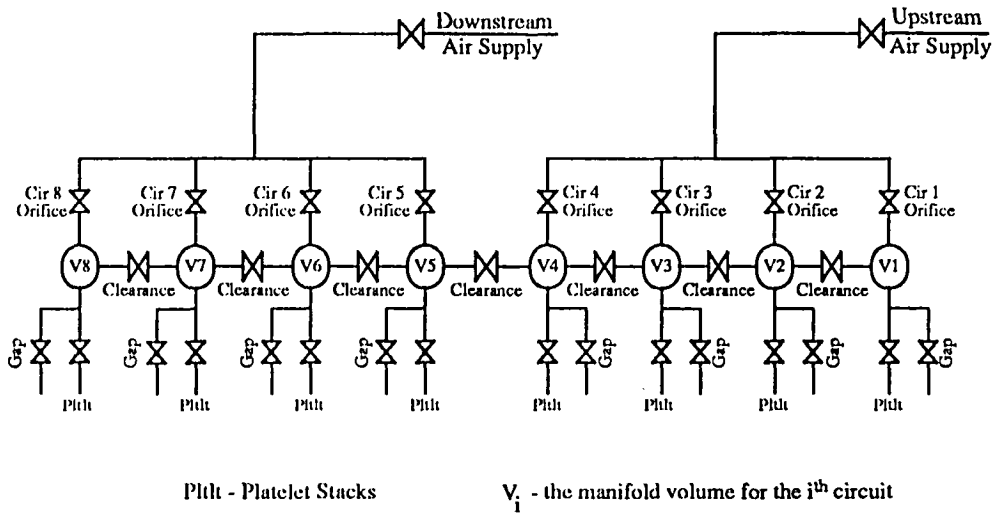 Downstream
Air Supply
Upstream
Air Supply
Cir 8
Orifice
Cir 7
Orifice
Cir 6
Orifice
Cir 5
Orifice
Cir 4
Orifice
Cir 3
Orifice
Cir 2
Orifice
Cir 1
Orifice
V8
V7
V6
V5
V4
V3
V2
V1
Clearance
Clearance
Clearance
Clearance
Clearance
Clearance
Clearance
Gap
Gap
Gap
Gap
Gap
Gap
Gap
Gap
Pltlt
Pltlt
Pltlt
Pltlt
Pltlt
Pltlt
Pltlt
Pltlt
Pltlt - Platelet Stacks
Vi - the manifold volume for the ith circuit